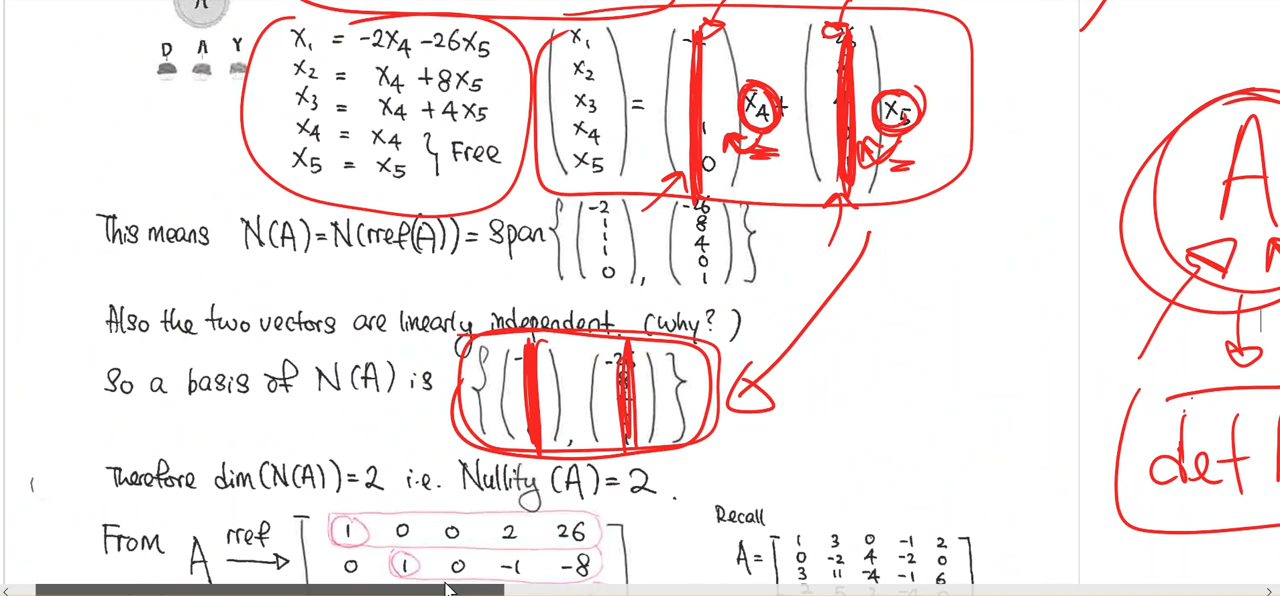 A
D A Y
x₁ = -2x₄ -26x₅
x₂ = x₄ +8x₅
x₃ = x₄ +4x₅
x₄ = x₄
x₅ = x₅
} Free
( x₁ x₂ x₃ x₄ x₅ ) = ( 1 0 ) x₄ + ( ) x₅
This means N(A)=N(rref(A))= Span { ( -2 1 1 1 0 ) , ( -26 8 4 0 1 ) }
Also the two vectors are linearly independent. (why?)
So a basis of N(A) is { ( ) , ( ) }
Therefore dim(N(A))=2 i.e. Nullity (A)=2.
From A rref→ [ 1 0 0 2 26
0 1 0 -1 -8 ]
Recall
A= [ 1 3 0 -1 2
0 -2 4 -2 0
3 11 -4 -1 6
A
det